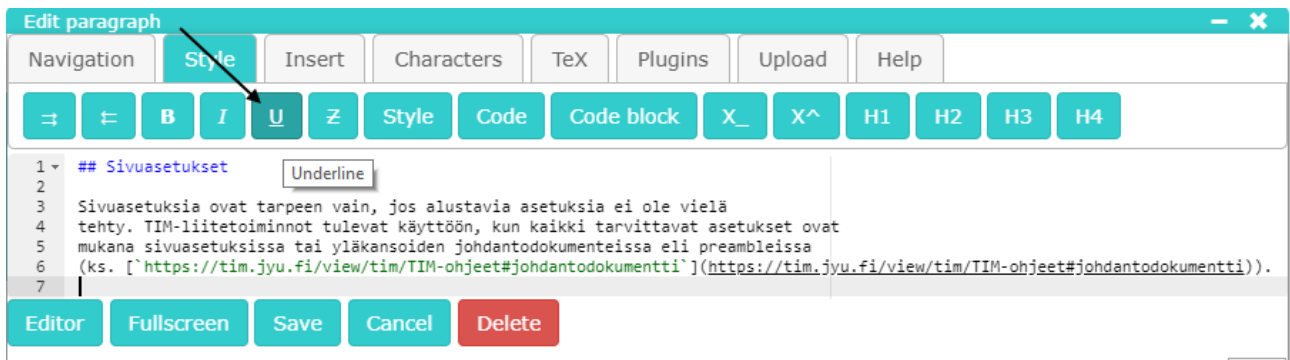 Edit paragraph
Navigation Style Insert Characters TeX Plugins Upload Help
⇉ ⇇ B I U Z Style Code Code block X_ X^ H1 H2 H3 H4
Underline
1 ## Sivuasetukset
2
3 Sivuasetuksia ovat tarpeen vain, jos alustavia asetuksia ei ole vielä
4 tehty. TIM-liitetoiminnot tulevat käyttöön, kun kaikki tarvittavat asetukset ovat
5 mukana sivuasetuksissa tai yläkansoiden johdantodokumenteissa eli preambleissa
6 (ks. [`https://tim.jyu.fi/view/tim/TIM-ohjeet#johdantodokumentti`](https://tim.jyu.fi/view/tim/TIM-ohjeet#johdantodokumentti)).
7
Editor Fullscreen Save Cancel Delete